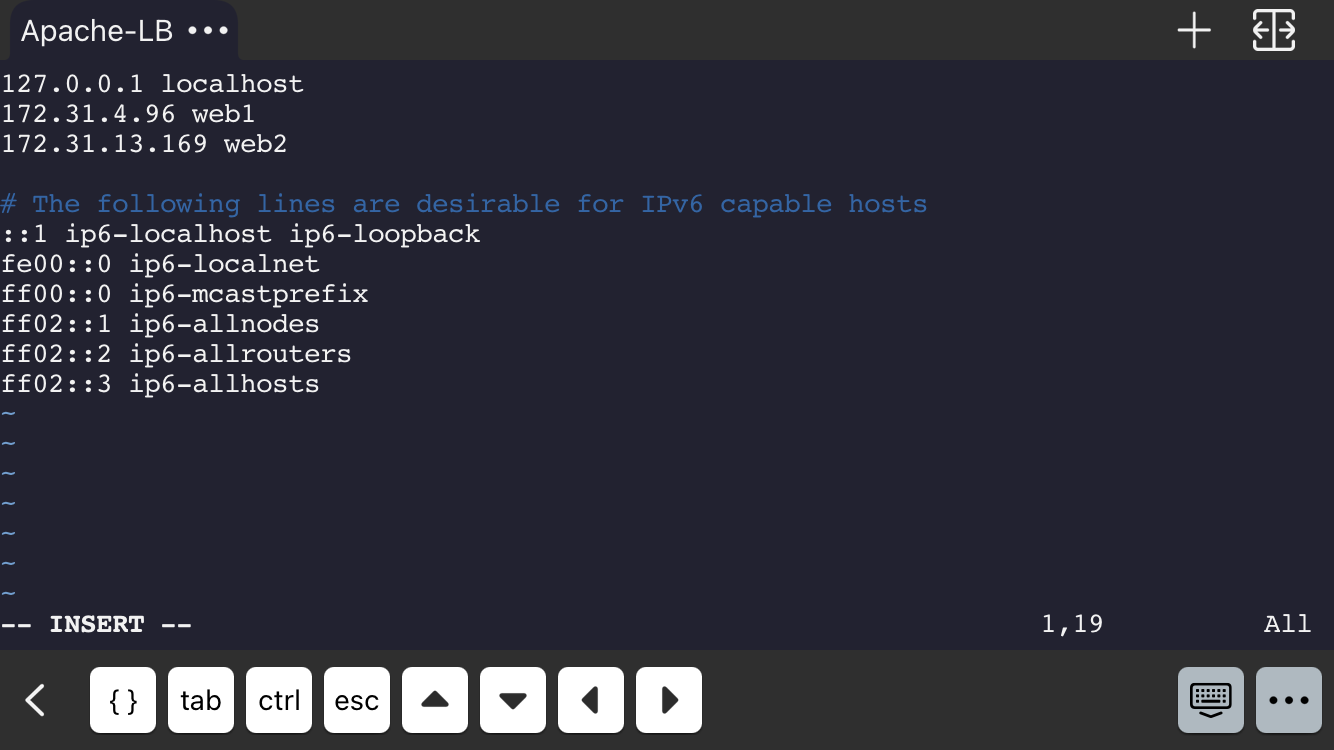 Apache-LB •••
127.0.0.1 localhost
172.31.4.96 web1
172.31.13.169 web2
# The following lines are desirable for IPv6 capable hosts
::1 ip6-localhost ip6-loopback
fe00::0 ip6-localnet
ff00::0 ip6-mcastprefix
ff02::1 ip6-allnodes
ff02::2 ip6-allrouters
ff02::3 ip6-allhosts
~
~
~
~
~
~
~
-- INSERT -- 1,19 All
{ } tab ctrl esc